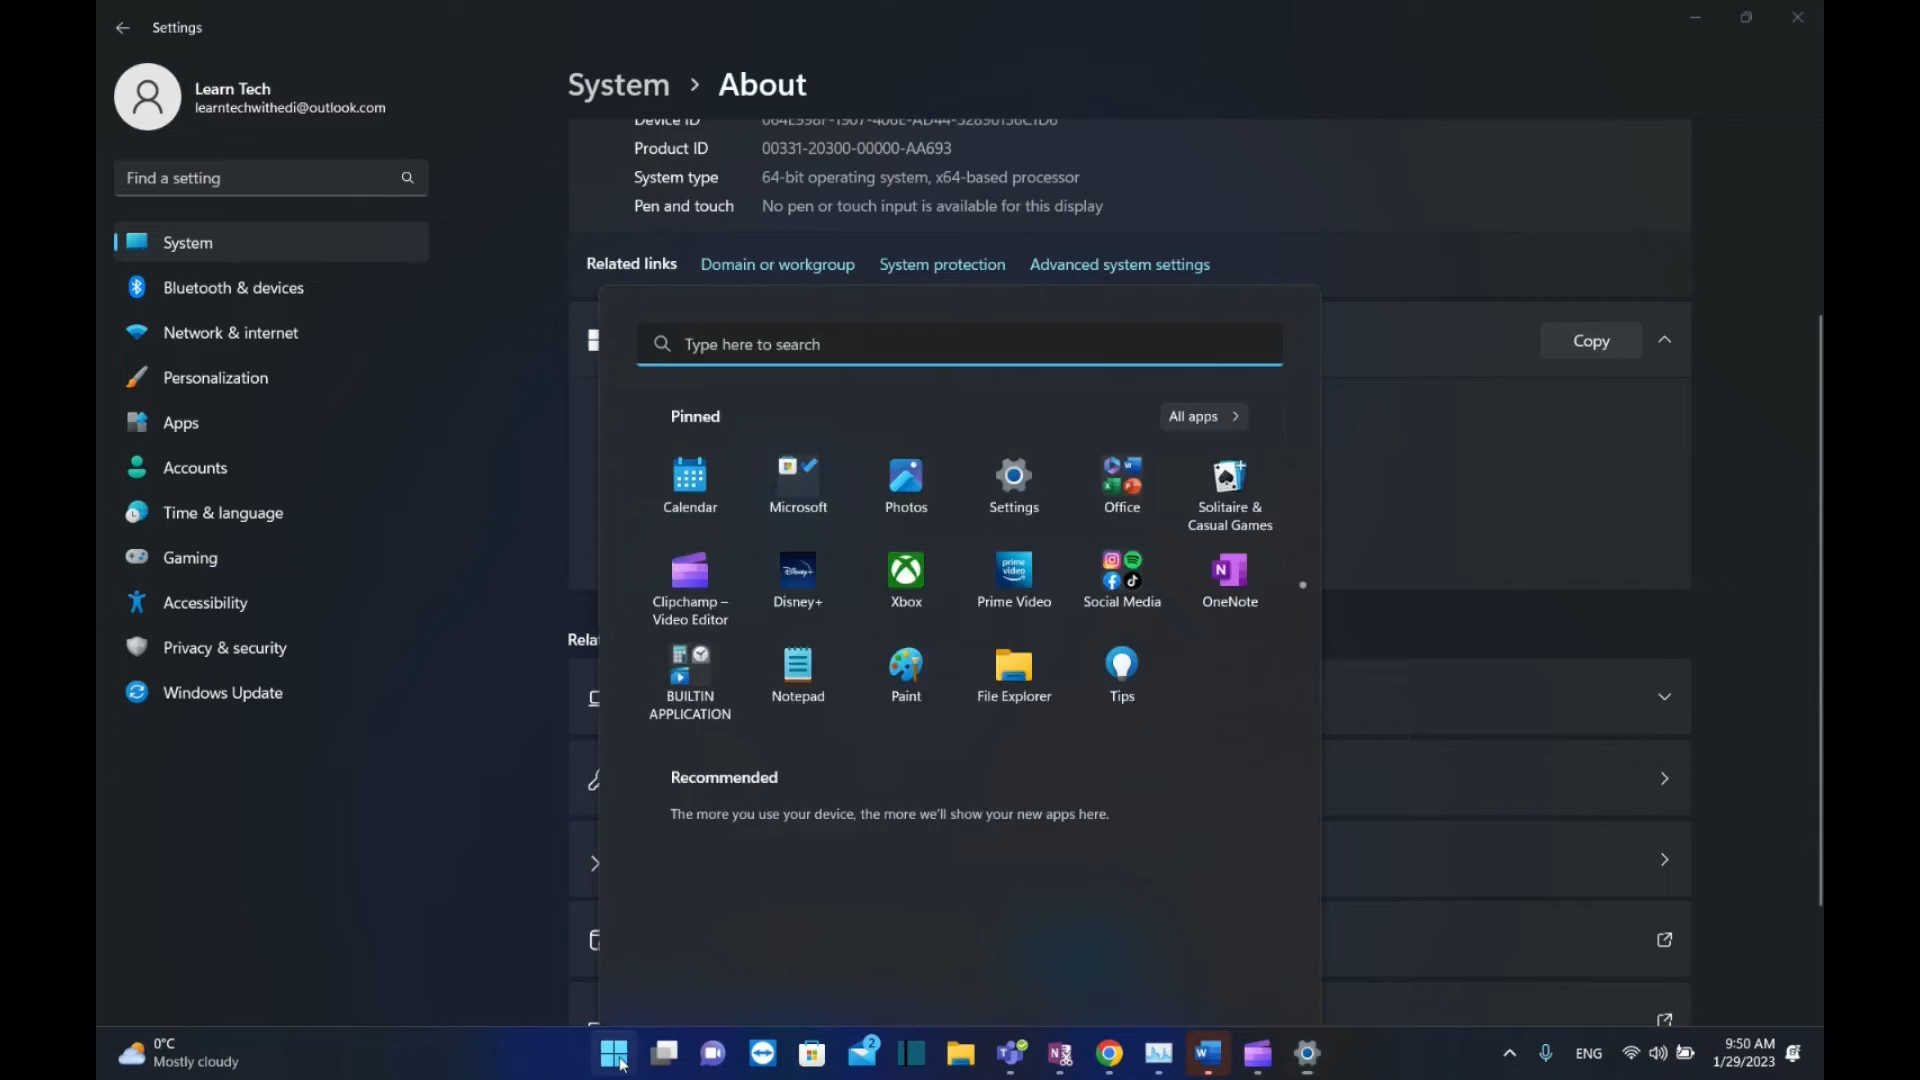 Settings
Learn Tech
learntechwithedi@outlook.com
Find a setting
System
Bluetooth & devices
Network & internet
Personalization
Apps
Accounts
Time & language
Gaming
Accessibility
Privacy & security
Windows Update
System > About
Device ID
Product ID 00331-20300-00000-AA693
System type 64-bit operating system, x64-based processor
Pen and touch No pen or touch input is available for this display
Related links Domain or workgroup System protection Advanced system settings
Copy
Type here to search
Pinned All apps >
Calendar Microsoft Photos Settings Office Solitaire &
Casual Games
Clipchamp – Disney+ Xbox Prime Video Social Media OneNote
Video Editor
Rela
BUILTIN Notepad Paint File Explorer Tips
APPLICATION
Recommended
The more you use your device, the more we'll show your new apps here.
0°C
Mostly cloudy
2
ENG
9:50 AM
1/29/2023